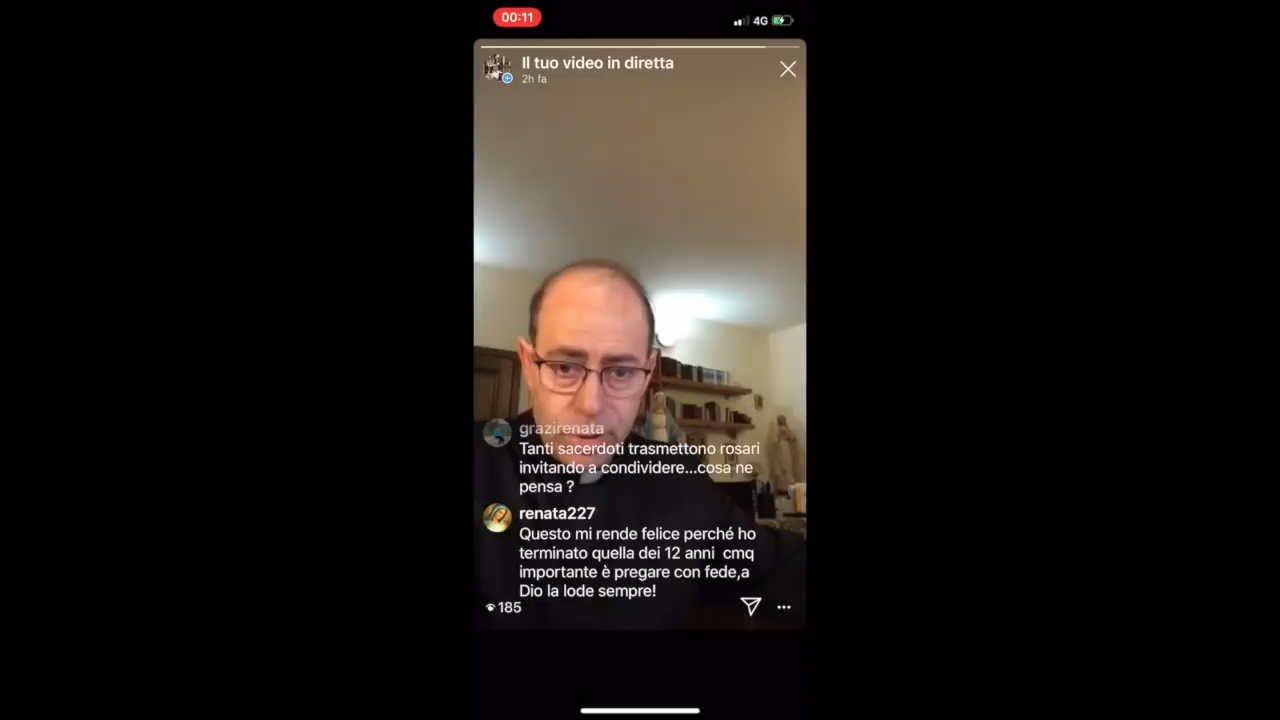 00:11
4G
Il tuo video in diretta
2h fa
grazirenata
Tanti sacerdoti trasmettono rosari
invitando a condividere...cosa ne
pensa ?
renata227
Questo mi rende felice perché ho
terminato quella dei 12 anni cmq
importante è pregare con fede,a
Dio la lode sempre!
185